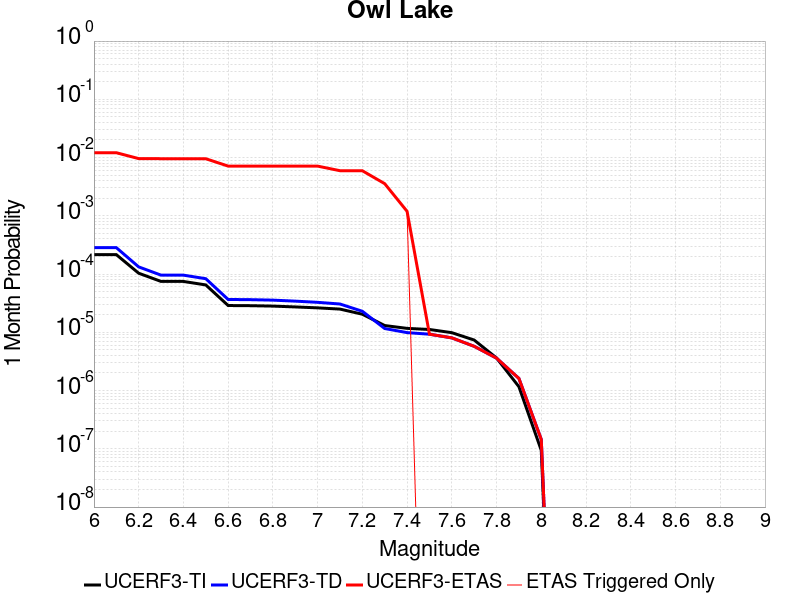 Owl Lake
1 Month Probability
10^0
10^-1
10^-2
10^-3
10^-4
10^-5
10^-6
10^-7
10^-8
6 6.2 6.4 6.6 6.8 7 7.2 7.4 7.6 7.8 8 8.2 8.4 8.6 8.8 9
Magnitude
UCERF3-TI UCERF3-TD UCERF3-ETAS ETAS Triggered Only